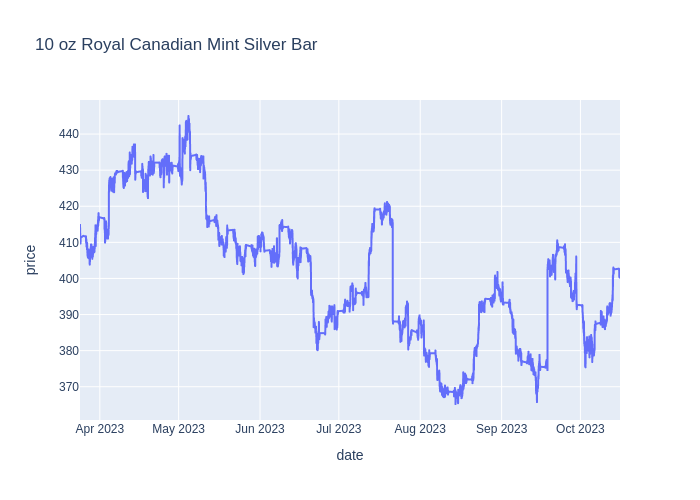 10 oz Royal Canadian Mint Silver Bar
440
430
420
410
400
390
380
370
price
Apr 2023 May 2023 Jun 2023 Jul 2023 Aug 2023 Sep 2023 Oct 2023
date